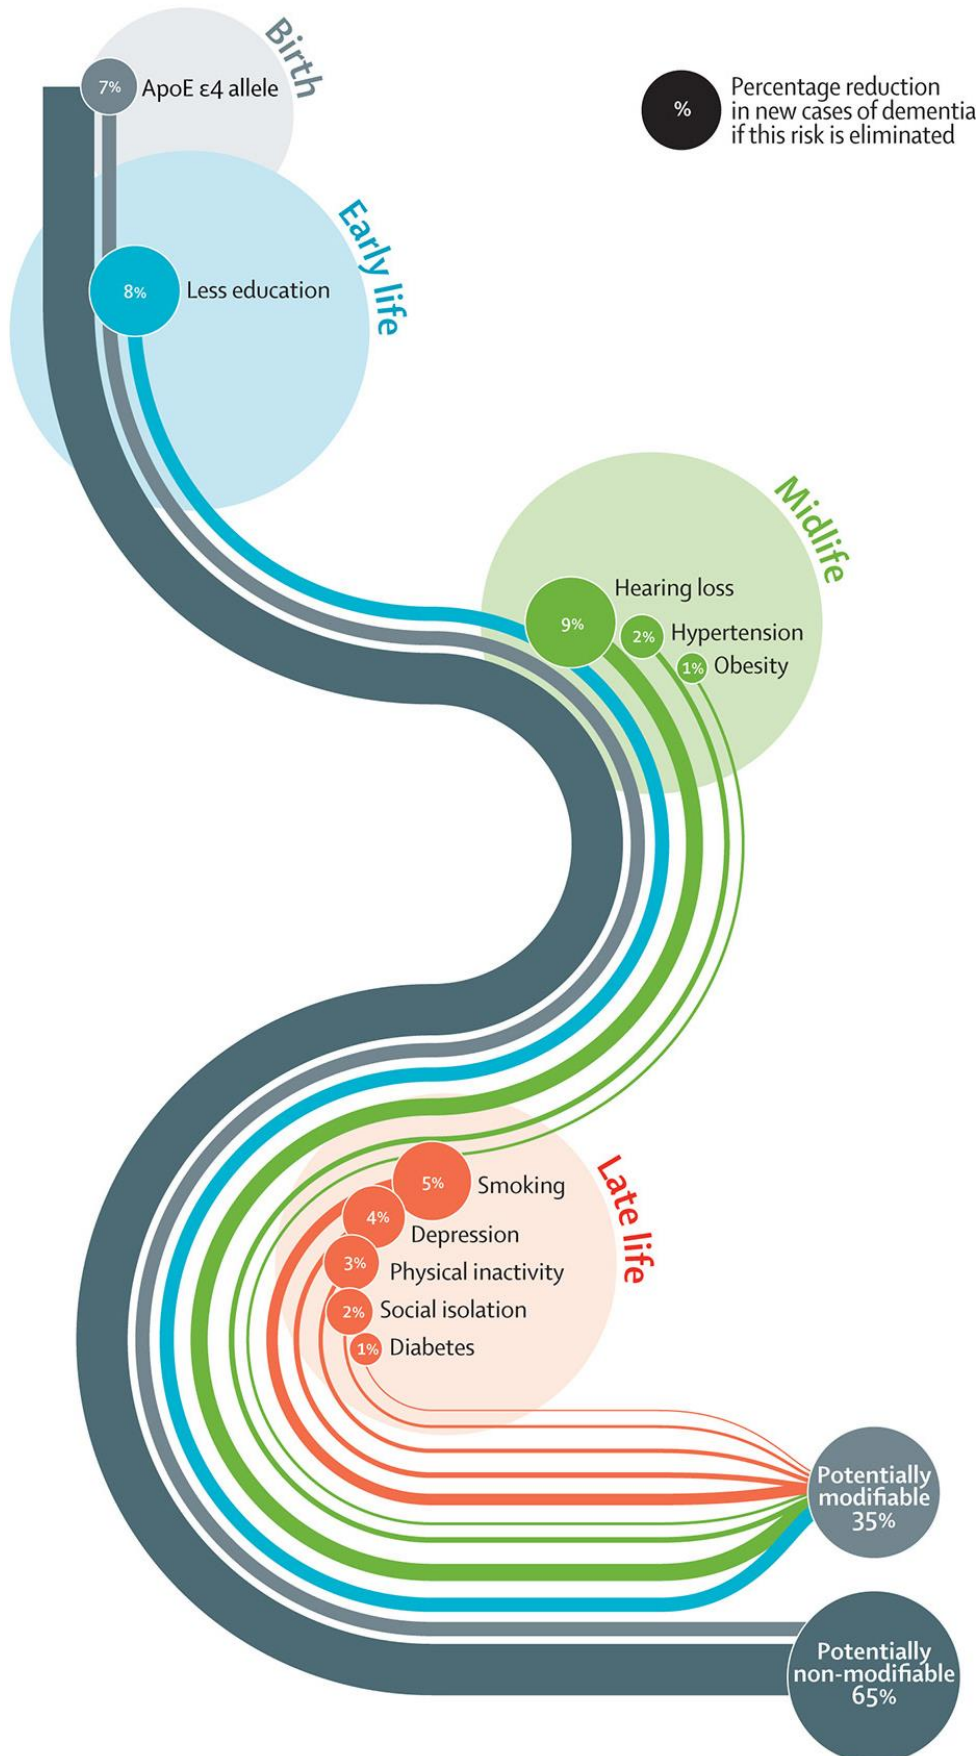 Birth
7%
ApoE ε4 allele
%
Percentage reduction
in new cases of dementia
if this risk is eliminated
Early life
8%
Less education
Midlife
Hearing loss
9%
2%
Hypertension
1%
Obesity
Late life
5%
Smoking
4%
Depression
3%
Physical inactivity
2%
Social isolation
1%
Diabetes
Potentially
modifiable
35%
Potentially
non-modifiable
65%